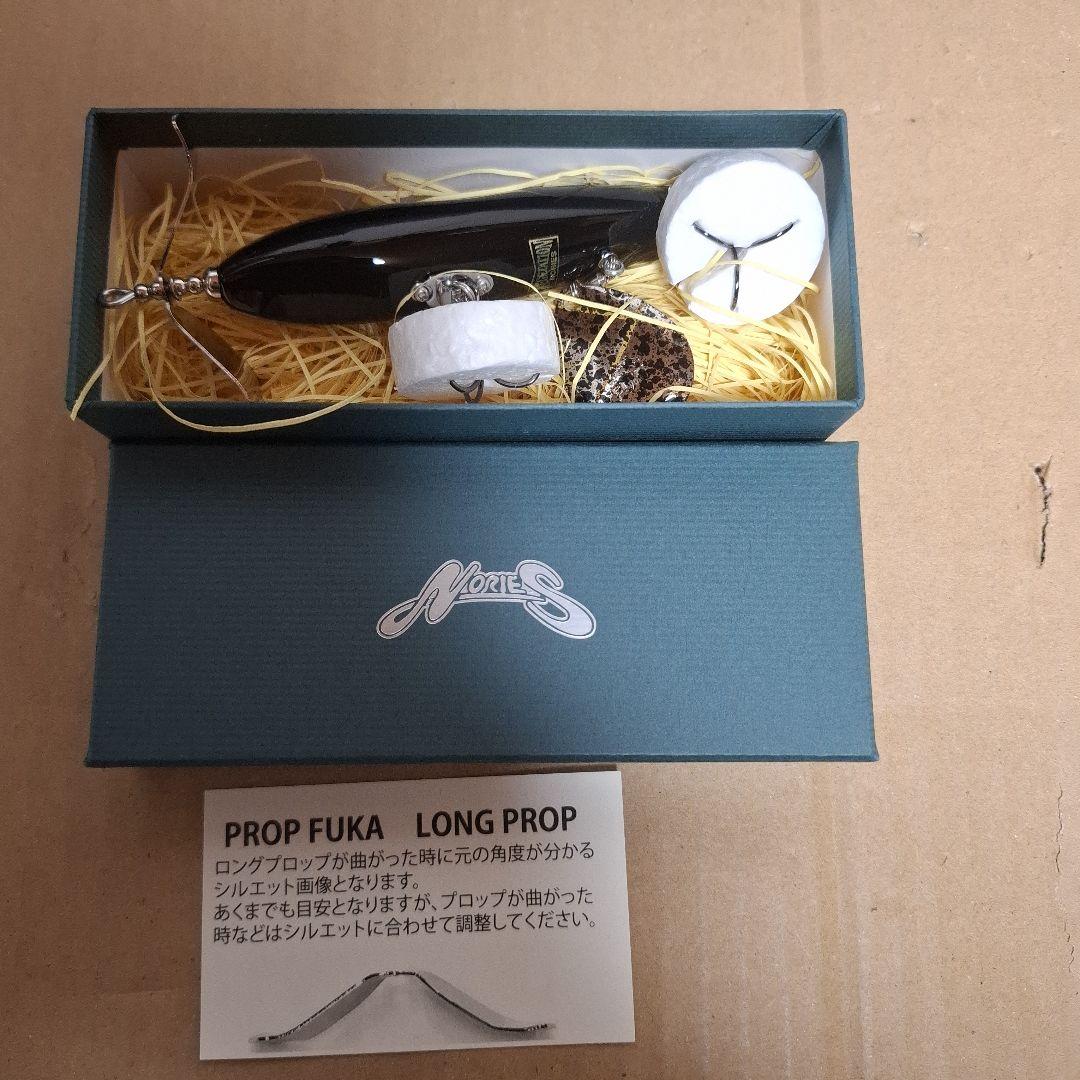 NORIES
PROP FUKA LONG PROP
ロングプロップが曲がった時に元の角度が分かる
シルエット画像となります。
あくまでも目安となりますが、プロップが曲がった
時などはシルエットに合わせて調整してください。